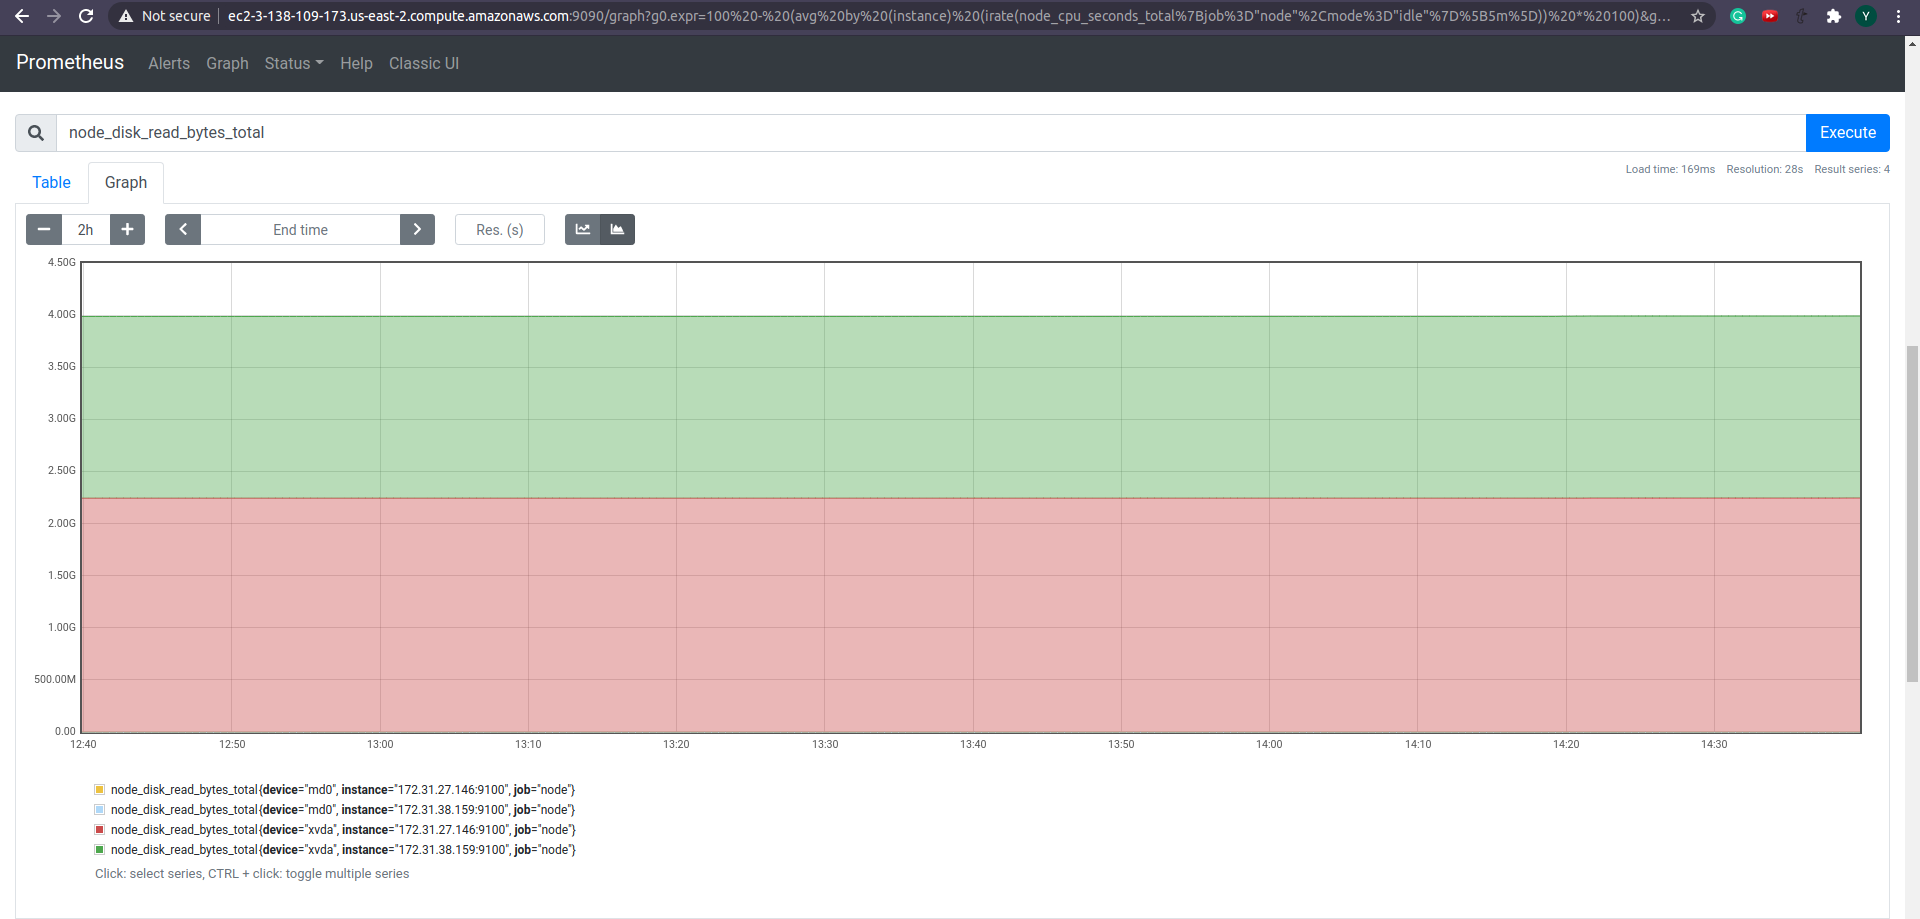 Not secure ec2-3-138-109-173.us-east-2.compute.amazonaws.com:9090/graph?g0.expr=100%20-%20(avg%20by%20(instance)%20(irate(node_cpu_seconds_total%7Bjob%3D"node"%2Cmode%3D"idle"%7D%5B5m%5D))%20*%20100)&g... G Y
Prometheus Alerts Graph Status Help Classic UI
node_disk_read_bytes_total Execute
Load time: 169ms Resolution: 28s Result series: 4
Table Graph
2h End time Res. (s)
4.50G
4.00G
3.50G
3.00G
2.50G
2.00G
1.50G
1.00G
500.00M
0.00
12:40 12:50 13:00 13:10 13:20 13:30 13:40 13:50 14:00 14:10 14:20 14:30
node_disk_read_bytes_total{device="md0", instance="172.31.27.146:9100", job="node"}
node_disk_read_bytes_total{device="md0", instance="172.31.38.159:9100", job="node"}
node_disk_read_bytes_total{device="xvda", instance="172.31.27.146:9100", job="node"}
node_disk_read_bytes_total{device="xvda", instance="172.31.38.159:9100", job="node"}
Click: select series, CTRL + click: toggle multiple series